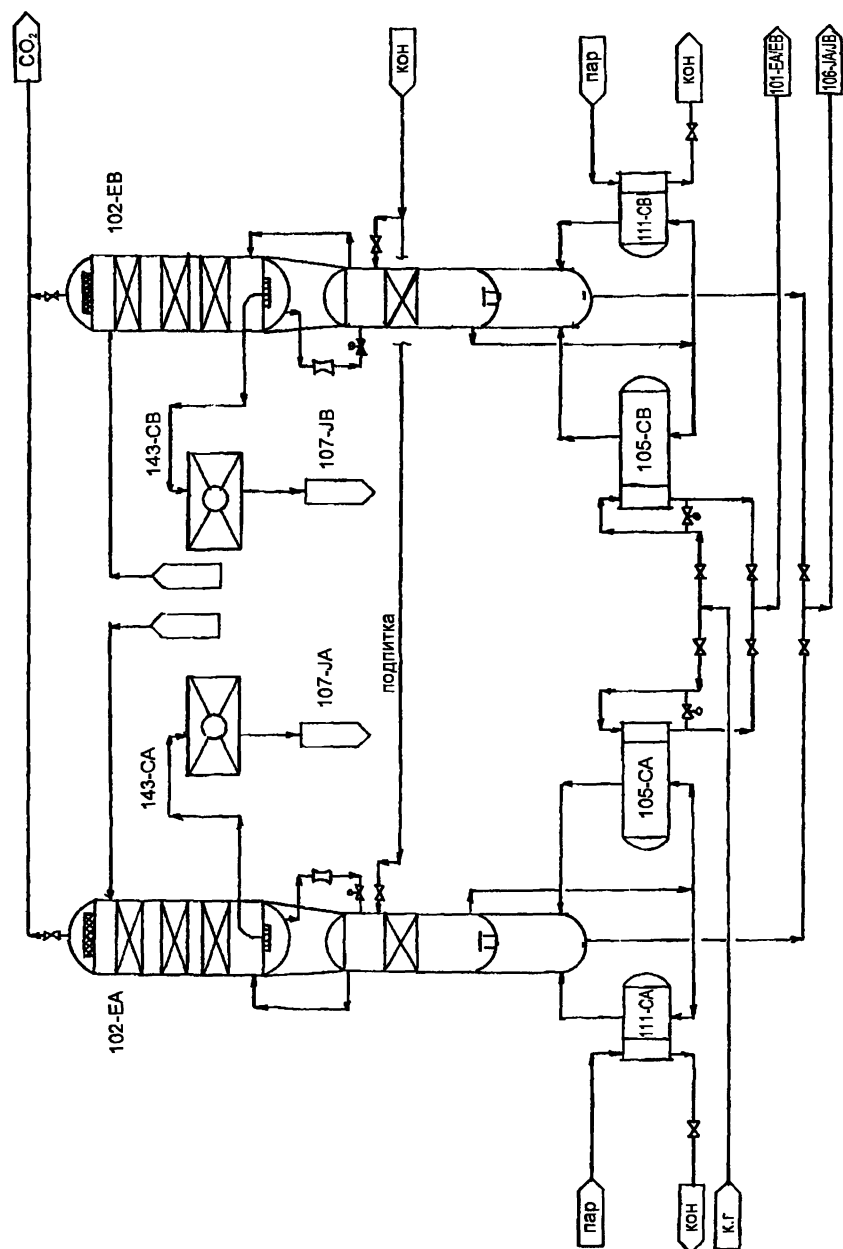 CO₂
кон
пар
кон
101-EA/EB
106-JA/JB
102-EB
111-CB
143-CB
107-JB
105-CB
подпитка
107-JA
143-CA
105-CA
102-EA
111-CA
пар
кон
к.г